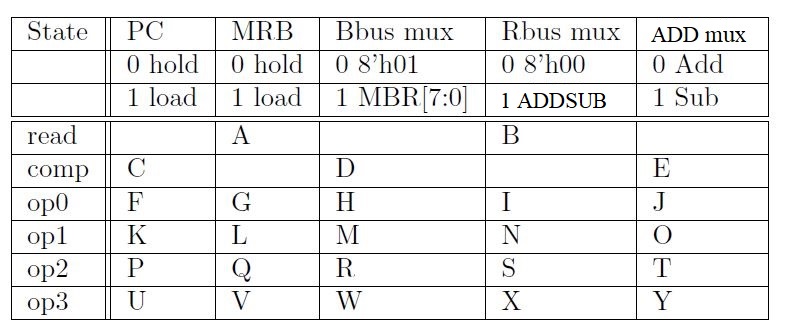 State PC MRB Bbus mux Rbus mux ADD mux
0 hold 0 hold 0 8'h01 0 8'h00 0 Add
1 load 1 load 1 MBR[7:0] 1 ADDSUB 1 Sub
read A B
comp C D E
op0 F G H I J
op1 K L M N O
op2 P Q R S T
op3 U V W X Y